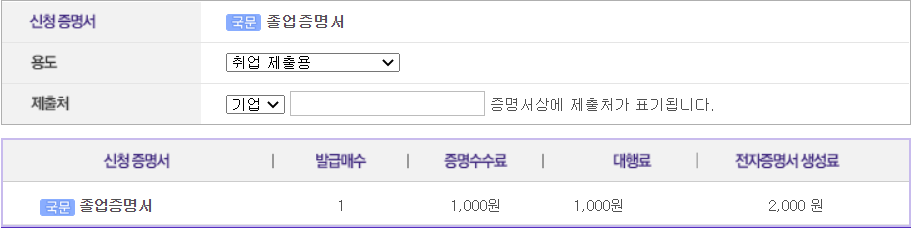 신청 증명서 국문 졸업증명서
용도 취업 제출용
제출처 기업 증명서상에 제출처가 표기됩니다.
신청 증명서 | 발급매수 | 증명수수료 | 대행료 | 전자증명서 생성료
국문 졸업증명서 1 1,000원 1,000원 2,000 원